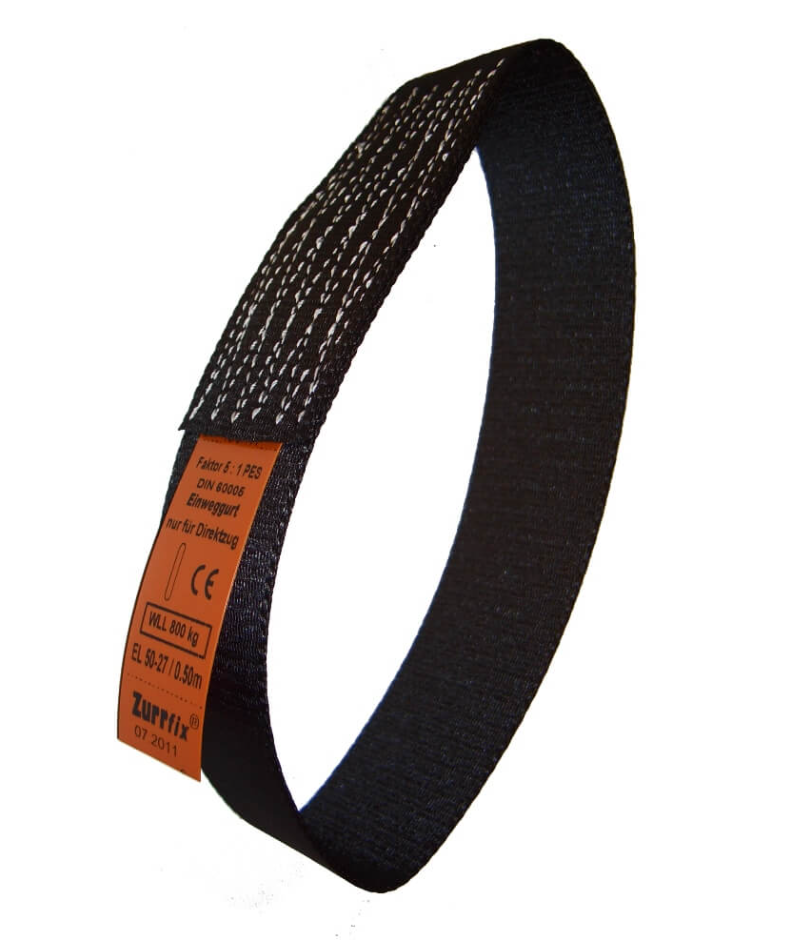 Faktor 5 : 1 PES
DIN 60005
Einweggurt
nur für Direktzug
CE
WLL 800 kg
EL 50-27 / 0.50m
Zurrfix®
07 2011